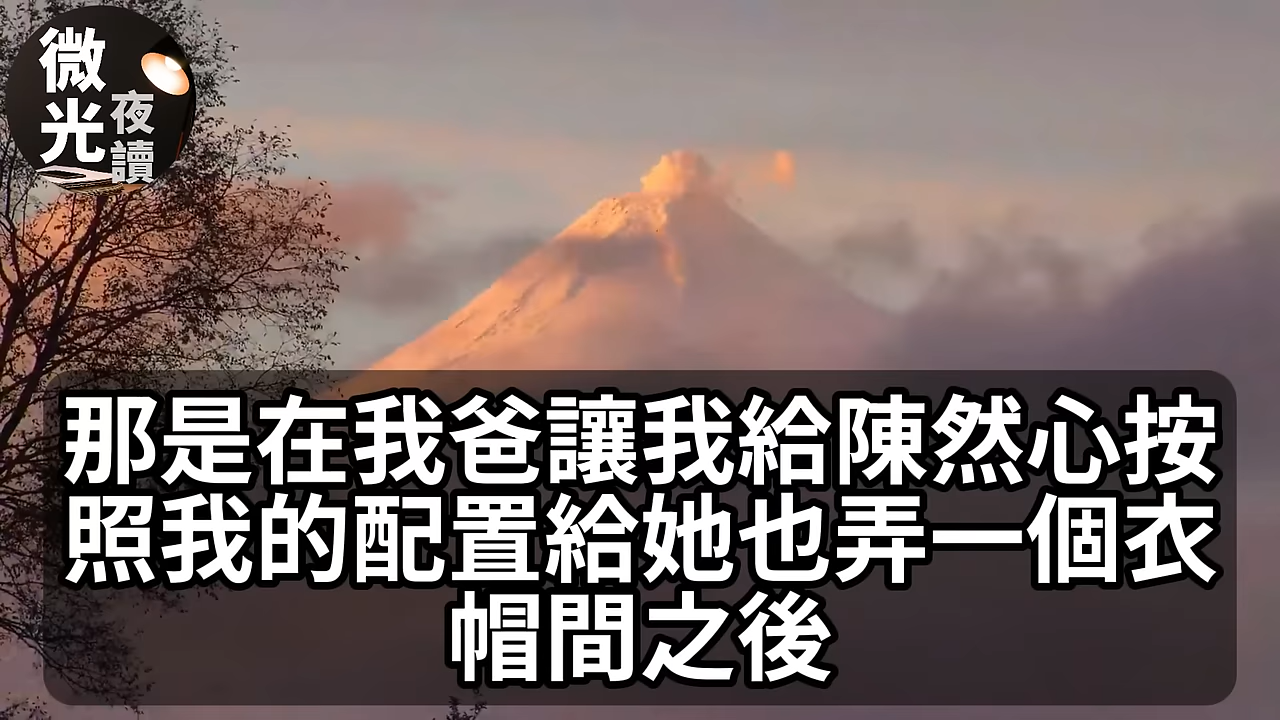 微光
夜讀
那是在我爸讓我給陳然心按
照我的配置給她也弄一個衣
帽間之後